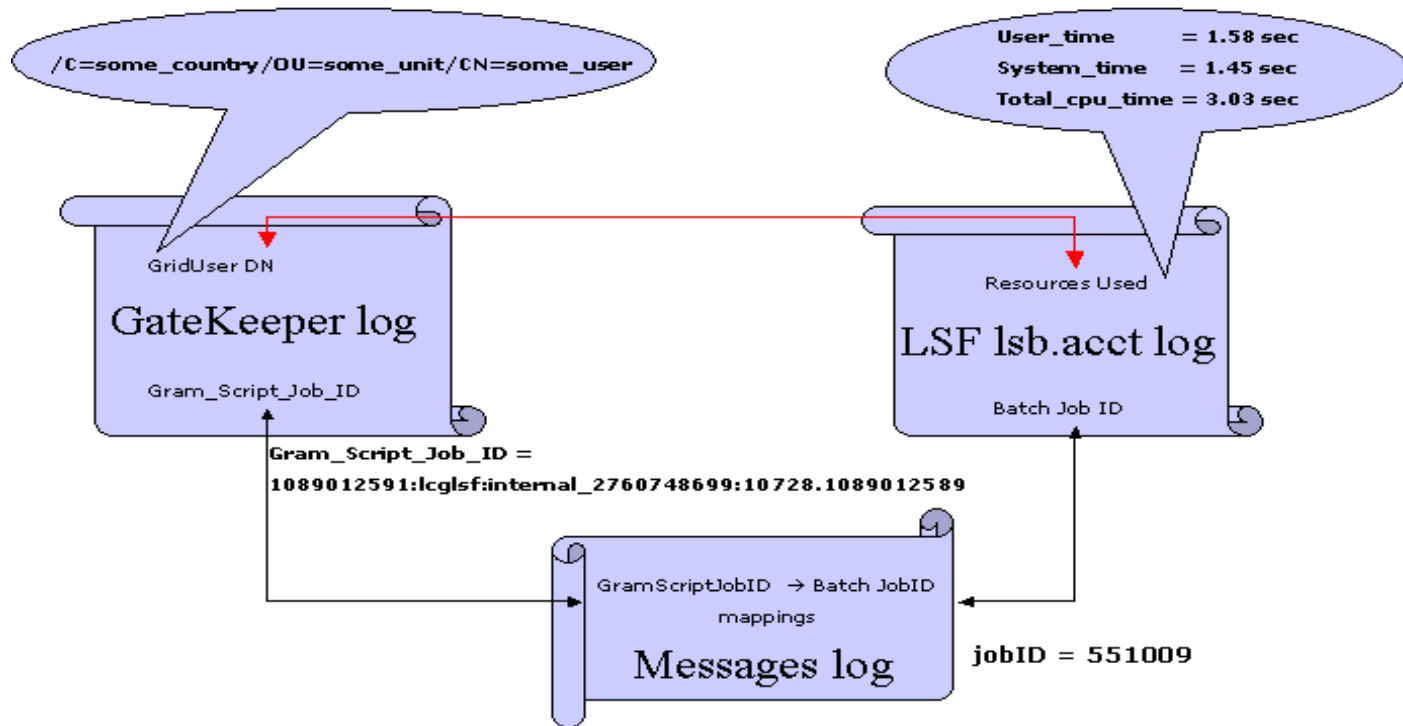 /C=some_country/OU=some_unit/CN=some_user
User_time = 1.58 sec
System_time = 1.45 sec
Total_cpu_time = 3.03 sec
GridUser DN
GateKeeper log
Gram_Script_Job_ID
Resources Used
LSF lsb.acct log
Batch Job ID
Gram_Script_Job_ID =
1089012591:lcglsf:internal_2760748699:10728.1089012589
GramScriptJobID → Batch JobID
mappings
Messages log
jobID = 551009